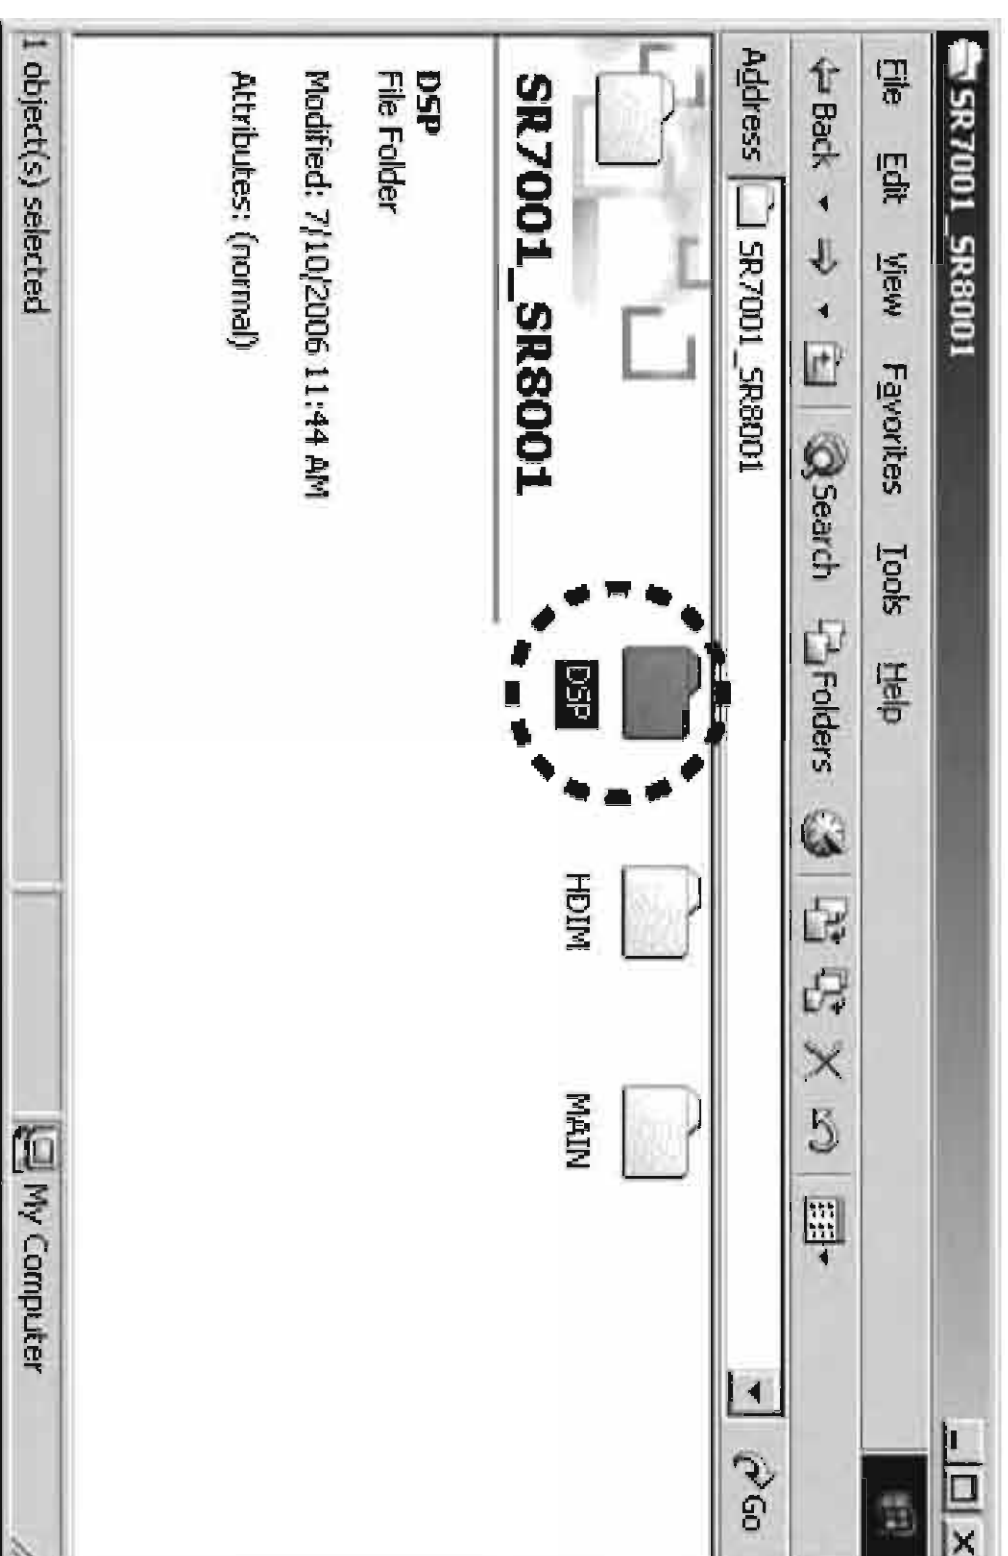 SR7001_SR8001
File Edit View Favorites Tools Help
Back Search Folders
Address SR7001_SR8001 Go
SR7001_SR8001
DSP
File Folder
Modified: 7/10/2006 11:44 AM
Attributes: (normal)
DSP HDIM MAIN
1 object(s) selected My Computer